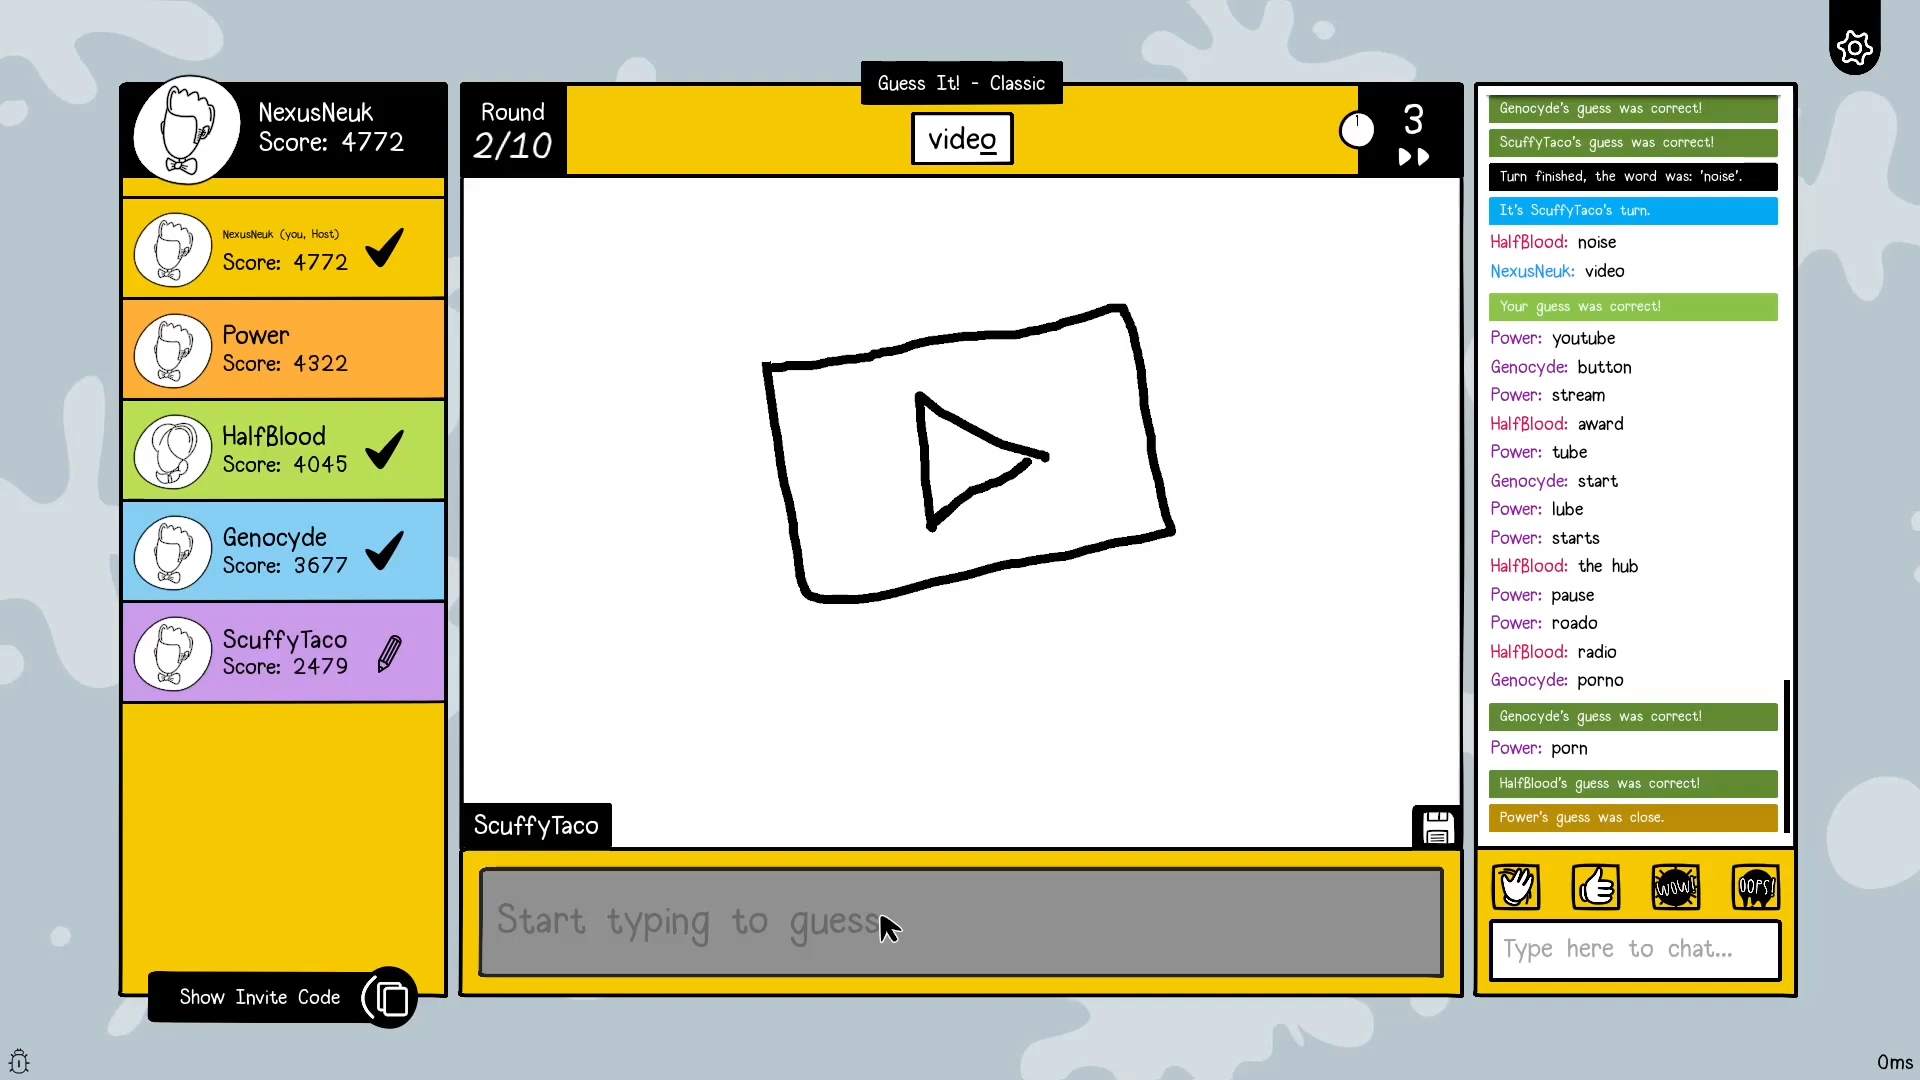 NexusNeuk
Score: 4772
NexusNeuk (you, Host)
Score: 4772
Power
Score: 4322
HalfBlood
Score: 4045
Genocyde
Score: 3677
ScuffyTaco
Score: 2479
Show Invite Code
Round
2/10
Guess It! - Classic
video
3
ScuffyTaco
Start typing to guess
Genocyde's guess was correct!
ScuffyTaco's guess was correct!
Turn finished, the word was: 'noise'.
It's ScuffyTaco's turn.
HalfBlood: noise
NexusNeuk: video
Your guess was correct!
Power: youtube
Genocyde: button
Power: stream
HalfBlood: award
Power: tube
Genocyde: start
Power: lube
Power: starts
HalfBlood: the hub
Power: pause
Power: roado
HalfBlood: radio
Genocyde: porno
Genocyde's guess was correct!
Power: porn
HalfBlood's guess was correct!
Power's guess was close.
WOW!
OOPS!
Type here to chat...
0ms